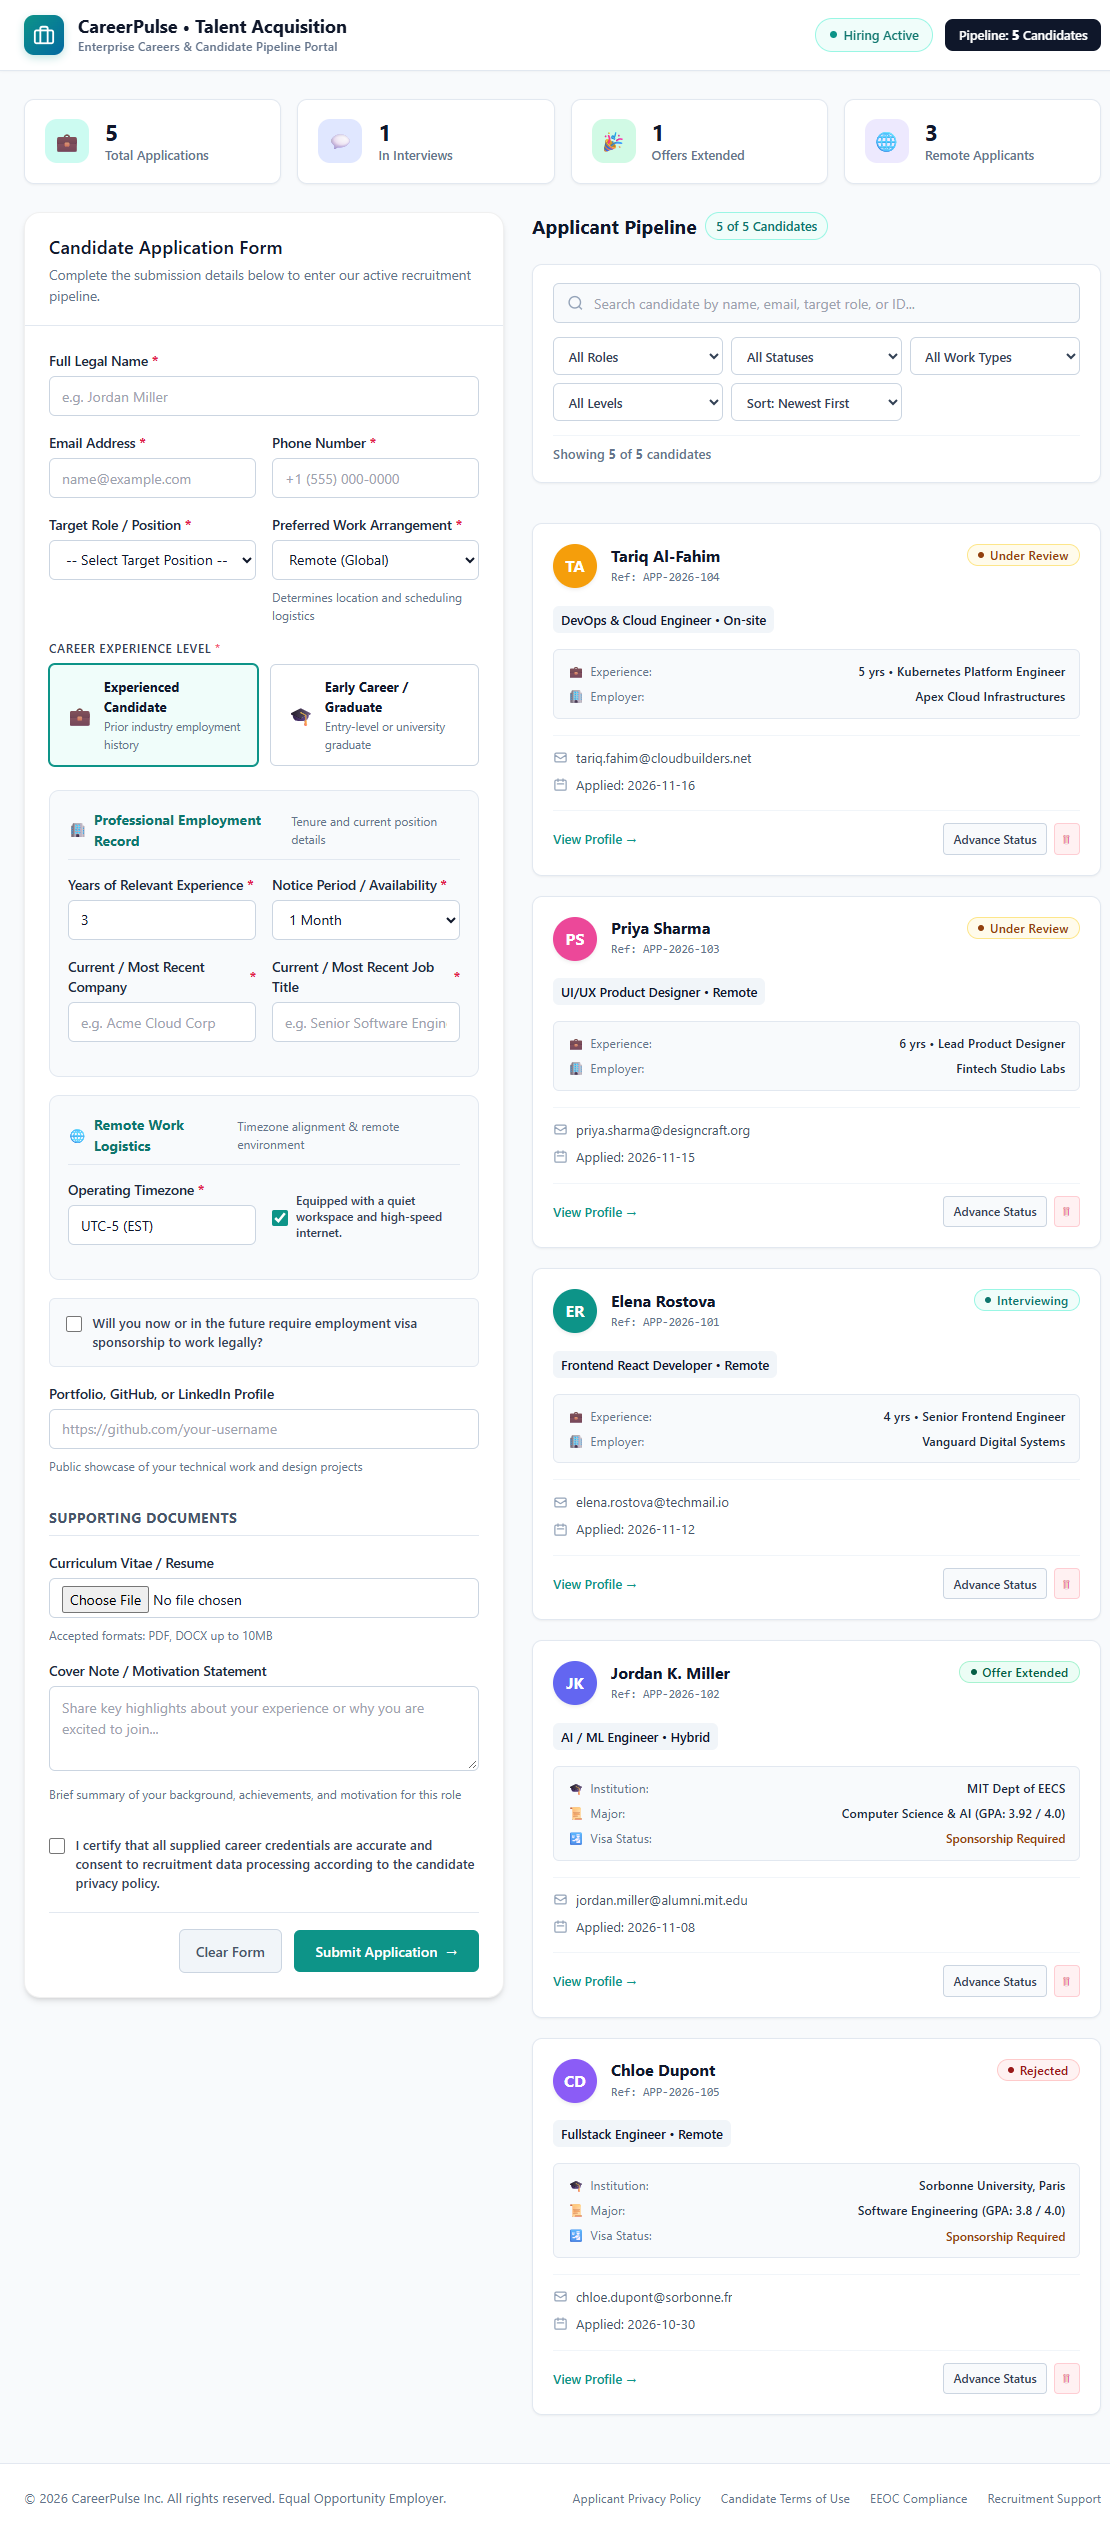 CareerPulse • Talent Acquisition
Enterprise Careers & Candidate Pipeline Portal
Hiring Active
Pipeline: 5 Candidates
5
Total Applications
1
In Interviews
1
Offers Extended
3
Remote Applicants
Candidate Application Form
Complete the submission details below to enter our active recruitment
pipeline.
Full Legal Name *
e.g. Jordan Miller
Email Address *
Phone Number *
name@example.com
+1 (555) 000-0000
Target Role / Position *
Preferred Work Arrangement *
-- Select Target Position --
Remote (Global)
Determines location and scheduling
logistics
CAREER EXPERIENCE LEVEL *
Experienced
Candidate
Prior industry employment
history
Early Career /
Graduate
Entry-level or university
graduate
Professional Employment
Record
Tenure and current position
details
Years of Relevant Experience *
Notice Period / Availability *
3
1 Month
Current / Most Recent
Company *
Current / Most Recent Job
Title *
e.g. Acme Cloud Corp
e.g. Senior Software Engin
Remote Work
Logistics
Timezone alignment & remote
environment
Operating Timezone *
UTC-5 (EST)
Equipped with a quiet
workspace and high-speed
internet.
Will you now or in the future require employment visa
sponsorship to work legally?
Portfolio, GitHub, or LinkedIn Profile
https://github.com/your-username
Public showcase of your technical work and design projects
SUPPORTING DOCUMENTS
Curriculum Vitae / Resume
Choose File No file chosen
Accepted formats: PDF, DOCX up to 10MB
Cover Note / Motivation Statement
Share key highlights about your experience or why you are
excited to join...
Brief summary of your background, achievements, and motivation for this role
I certify that all supplied career credentials are accurate and
consent to recruitment data processing according to the candidate
privacy policy.
Clear Form
Submit Application →
Applicant Pipeline
5 of 5 Candidates
Search candidate by name, email, target role, or ID...
All Roles
All Statuses
All Work Types
All Levels
Sort: Newest First
Showing 5 of 5 candidates
TA
Tariq Al-Fahim
Ref: APP-2026-104
Under Review
DevOps & Cloud Engineer • On-site
Experience: 5 yrs • Kubernetes Platform Engineer
Employer: Apex Cloud Infrastructures
tariq.fahim@cloudbuilders.net
Applied: 2026-11-16
View Profile →
Advance Status
PS
Priya Sharma
Ref: APP-2026-103
Under Review
UI/UX Product Designer • Remote
Experience: 6 yrs • Lead Product Designer
Employer: Fintech Studio Labs
priya.sharma@designcraft.org
Applied: 2026-11-15
View Profile →
Advance Status
ER
Elena Rostova
Ref: APP-2026-101
Interviewing
Frontend React Developer • Remote
Experience: 4 yrs • Senior Frontend Engineer
Employer: Vanguard Digital Systems
elena.rostova@techmail.io
Applied: 2026-11-12
View Profile →
Advance Status
JK
Jordan K. Miller
Ref: APP-2026-102
Offer Extended
AI / ML Engineer • Hybrid
Institution: MIT Dept of EECS
Major: Computer Science & AI (GPA: 3.92 / 4.0)
Visa Status: Sponsorship Required
jordan.miller@alumni.mit.edu
Applied: 2026-11-08
View Profile →
Advance Status
CD
Chloe Dupont
Ref: APP-2026-105
Rejected
Fullstack Engineer • Remote
Institution: Sorbonne University, Paris
Major: Software Engineering (GPA: 3.8 / 4.0)
Visa Status: Sponsorship Required
chloe.dupont@sorbonne.fr
Applied: 2026-10-30
View Profile →
Advance Status
© 2026 CareerPulse Inc. All rights reserved. Equal Opportunity Employer.
Applicant Privacy Policy
Candidate Terms of Use
EEOC Compliance
Recruitment Support